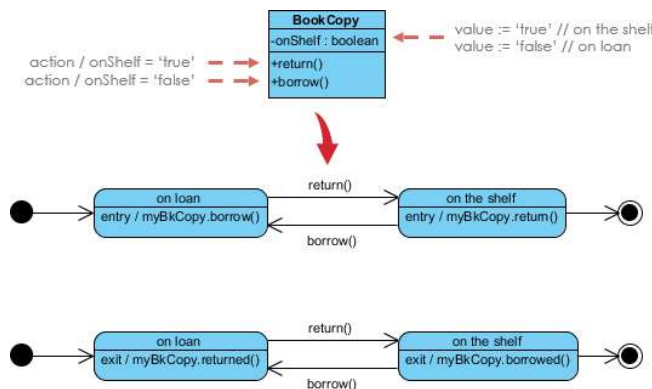 BookCopy
-onShelf : boolean
+return()
+borrow()
value := ‘true’ // on the shelf
value := ‘false’ // on loan
action / onShelf = ‘true’
action / onShelf = ‘false’
on loan
entry / myBkCopy.borrow()
return()
borrow()
on the shelf
entry / myBkCopy.return()
on loan
exit / myBkCopy.returned()
return()
borrow()
on the shelf
exit / myBkCopy.borrowed()